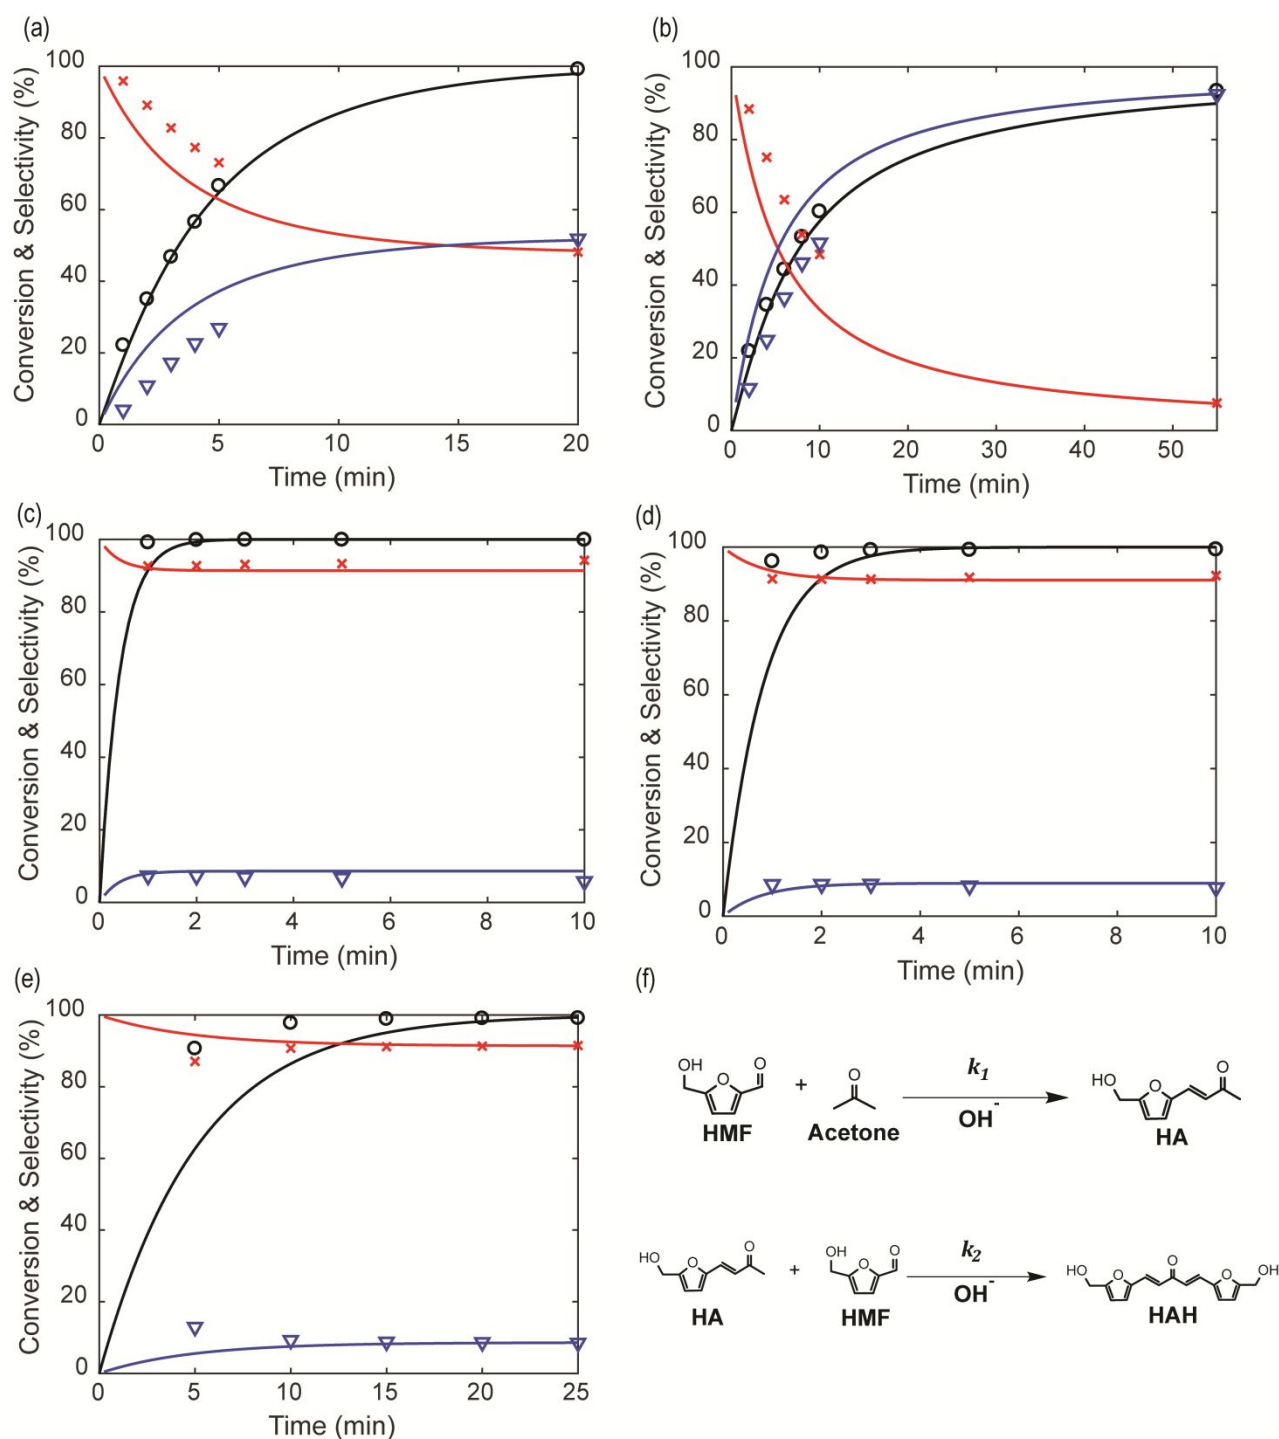 (a)
Conversion & Selectivity (%)
100
80
60
40
20
0
0 5 10 15 20
Time (min)
(b)
Conversion & Selectivity (%)
100
80
60
40
20
0
0 10 20 30 40 50
Time (min)
(c)
Conversion & Selectivity (%)
100
80
60
40
20
0
0 2 4 6 8 10
Time (min)
(d)
Conversion & Selectivity (%)
100
80
60
40
20
0
0 2 4 6 8 10
Time (min)
(e)
Conversion & Selectivity (%)
100
80
60
40
20
0
0 5 10 15 20 25
Time (min)
(f)
OH O O
HMF
+
O
Acetone
k1
OH-
HO O O
HA
HO O O
HA
+
OH O O
HMF
k2
OH-
HO O O O OH
HAH